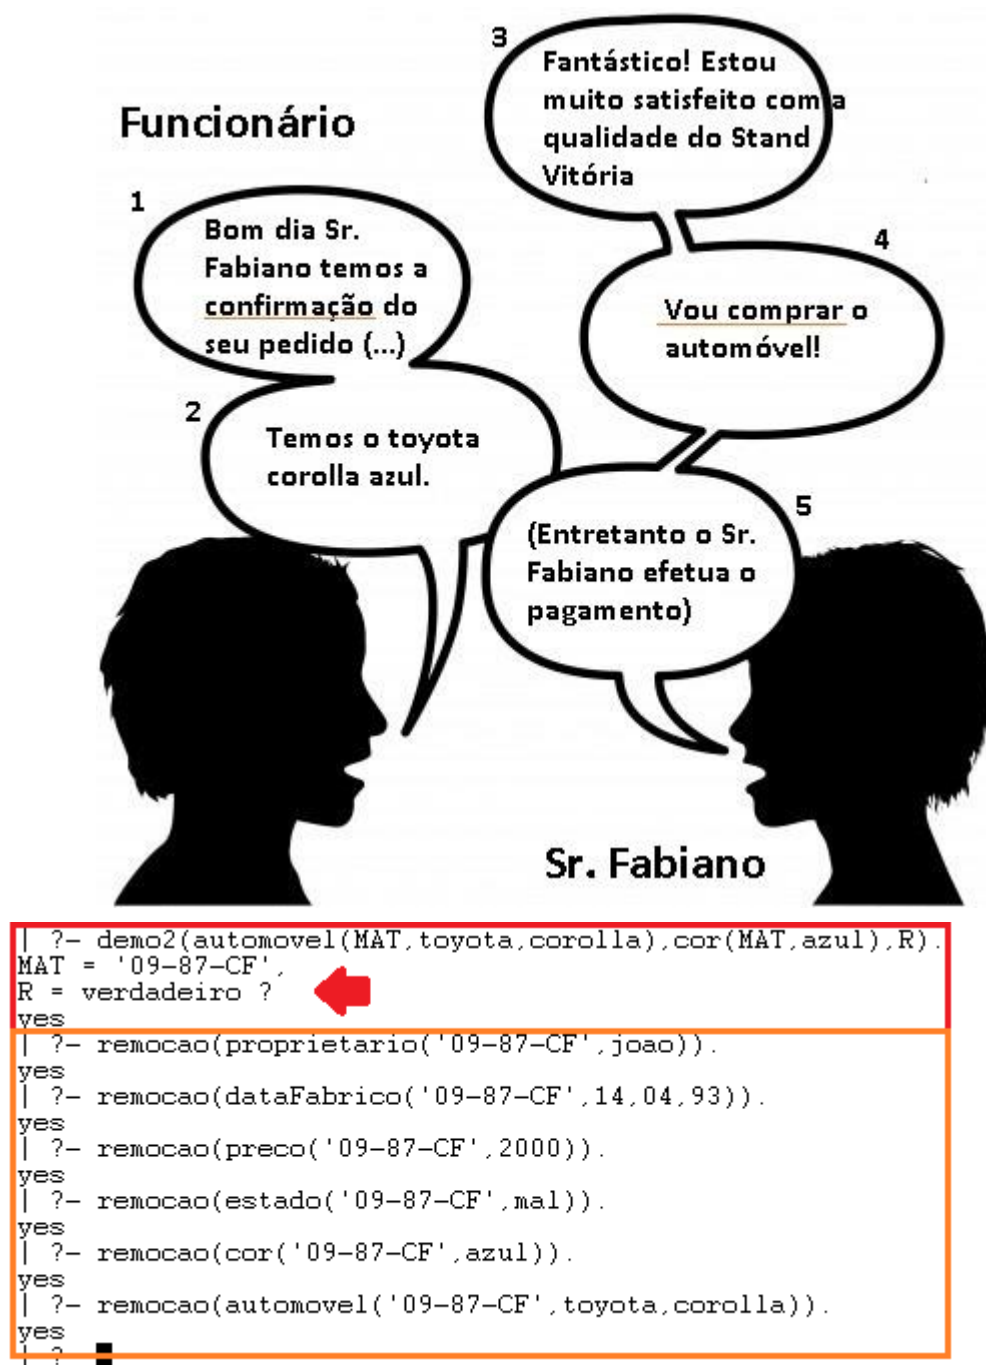 Funcionário
1
Bom dia Sr.
Fabiano temos a
confirmação do
seu pedido (...)
2
Temos o toyota
corolla azul.
3
Fantástico! Estou
muito satisfeito com a
qualidade do Stand
Vitória
4
Vou comprar o
automóvel!
5
(Entretanto o Sr.
Fabiano efetua o
pagamento)
Sr. Fabiano
| ?- demo2(automovel(MAT,toyota,corolla),cor(MAT,azul),R).
MAT = '09-87-CF',
R = verdadeiro ?
yes
| ?- remocao(proprietario('09-87-CF',joao)).
yes
| ?- remocao(dataFabrico('09-87-CF',14,04,93)).
yes
| ?- remocao(preco('09-87-CF',2000)).
yes
| ?- remocao(estado('09-87-CF',mal)).
yes
| ?- remocao(cor('09-87-CF',azul)).
yes
| ?- remocao(automovel('09-87-CF',toyota,corolla)).
yes
| ?-